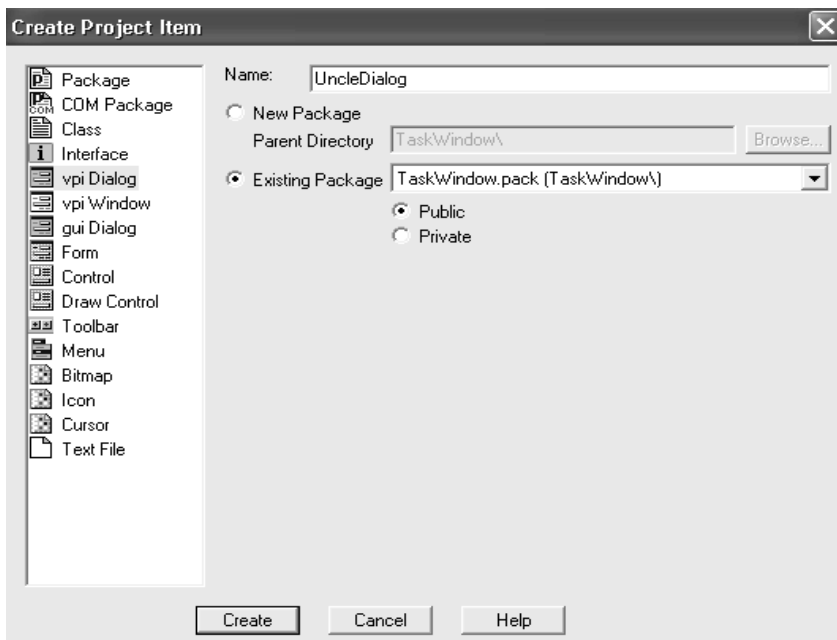 Create Project Item
Package
COM Package
Class
Interface
vpi Dialog
vpi Window
gui Dialog
Form
Control
Draw Control
Toolbar
Menu
Bitmap
Icon
Cursor
Text File
Name: UncleDialog
New Package
Parent Directory TaskWindow\ Browse...
Existing Package TaskWindow.pack (TaskWindow\)
Public
Private
Create Cancel Help